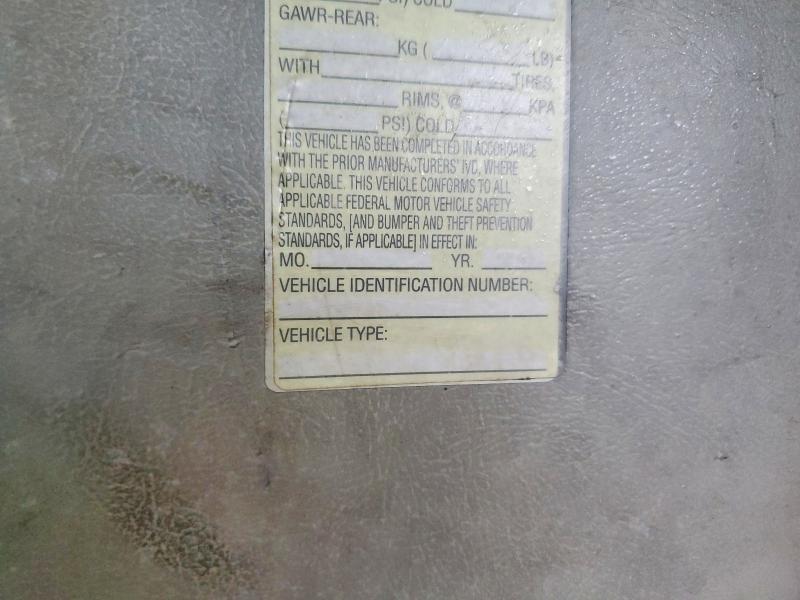 PSI) COLD
GAWR-REAR:
KG ( LB)
WITH TIRES,
RIMS, @ KPA
( PSI) COLD
THIS VEHICLE HAS BEEN COMPLETED IN ACCORDANCE
WITH THE PRIOR MANUFACTURERS' IVD, WHERE
APPLICABLE. THIS VEHICLE CONFORMS TO ALL
APPLICABLE FEDERAL MOTOR VEHICLE SAFETY
STANDARDS, [AND BUMPER AND THEFT PREVENTION
STANDARDS, IF APPLICABLE] IN EFFECT IN:
MO. YR.
VEHICLE IDENTIFICATION NUMBER:
VEHICLE TYPE: